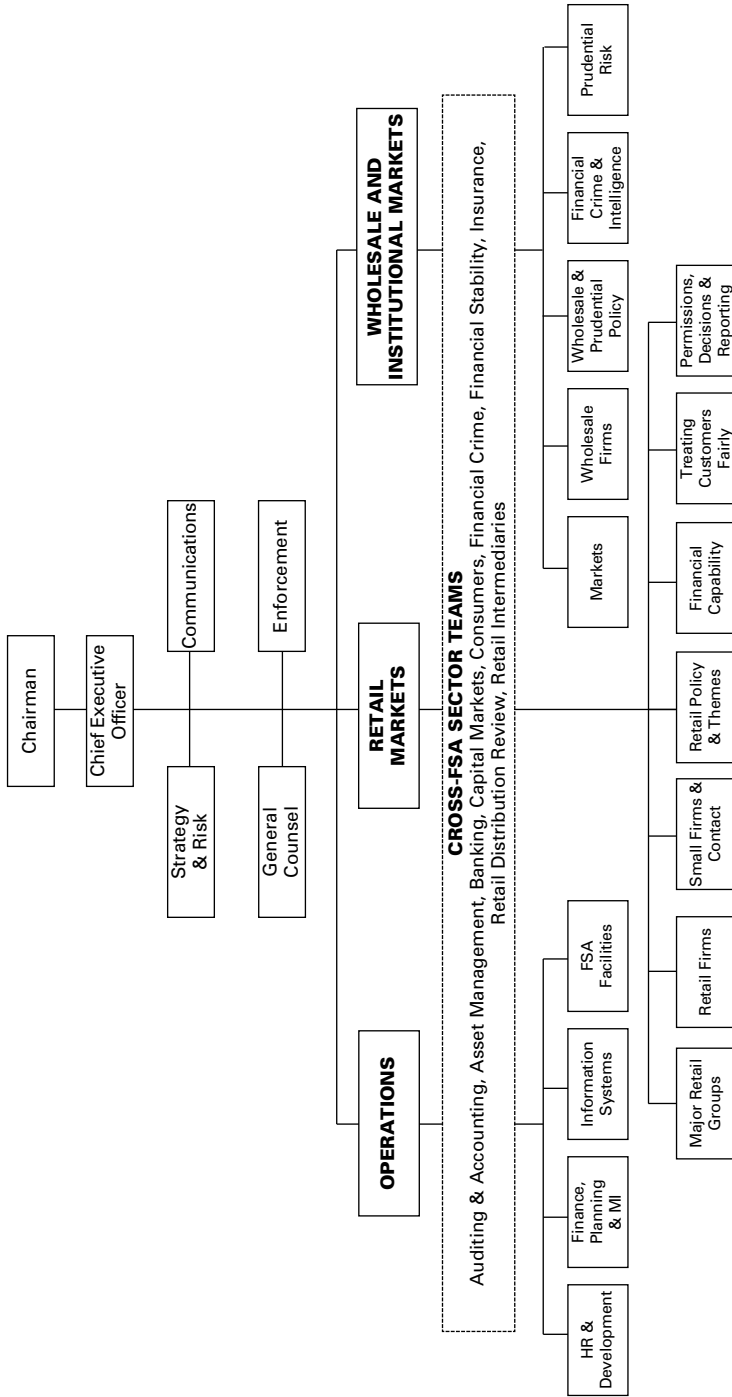 Chairman
Chief Executive
Officer
Strategy
& Risk
Communications
General
Counsel
Enforcement
OPERATIONS
RETAIL
MARKETS
WHOLESALE AND
INSTITUTIONAL MARKETS
CROSS-FSA SECTOR TEAMS
Auditing & Accounting, Asset Management, Banking, Capital Markets, Consumers, Financial Crime, Financial Stability, Insurance,
Retail Distribution Review, Retail Intermediaries
HR &
Development
Finance,
Planning
& MI
Information
Systems
FSA
Facilities
Markets
Wholesale
Firms
Wholesale &
Prudential
Policy
Financial
Crime &
Intelligence
Prudential
Risk
Major Retail
Groups
Retail Firms
Small Firms &
Contact
Retail Policy
& Themes
Financial
Capability
Treating
Customers
Fairly
Permissions,
Decisions &
Reporting